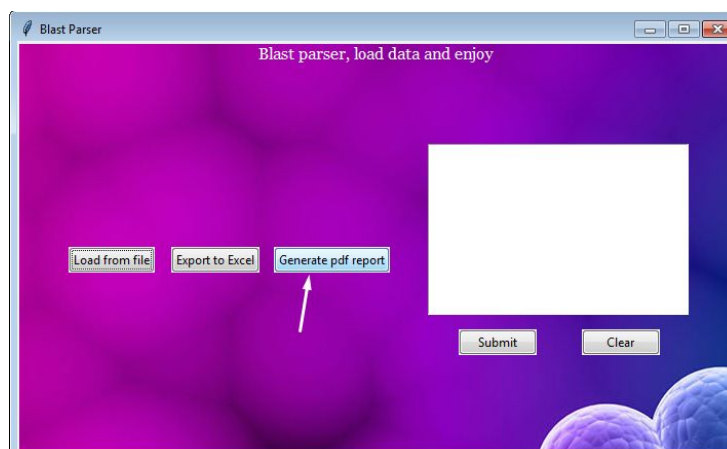 Blast Parser
Blast parser, load data and enjoy
Load from file
Export to Excel
Generate pdf report
Submit
Clear